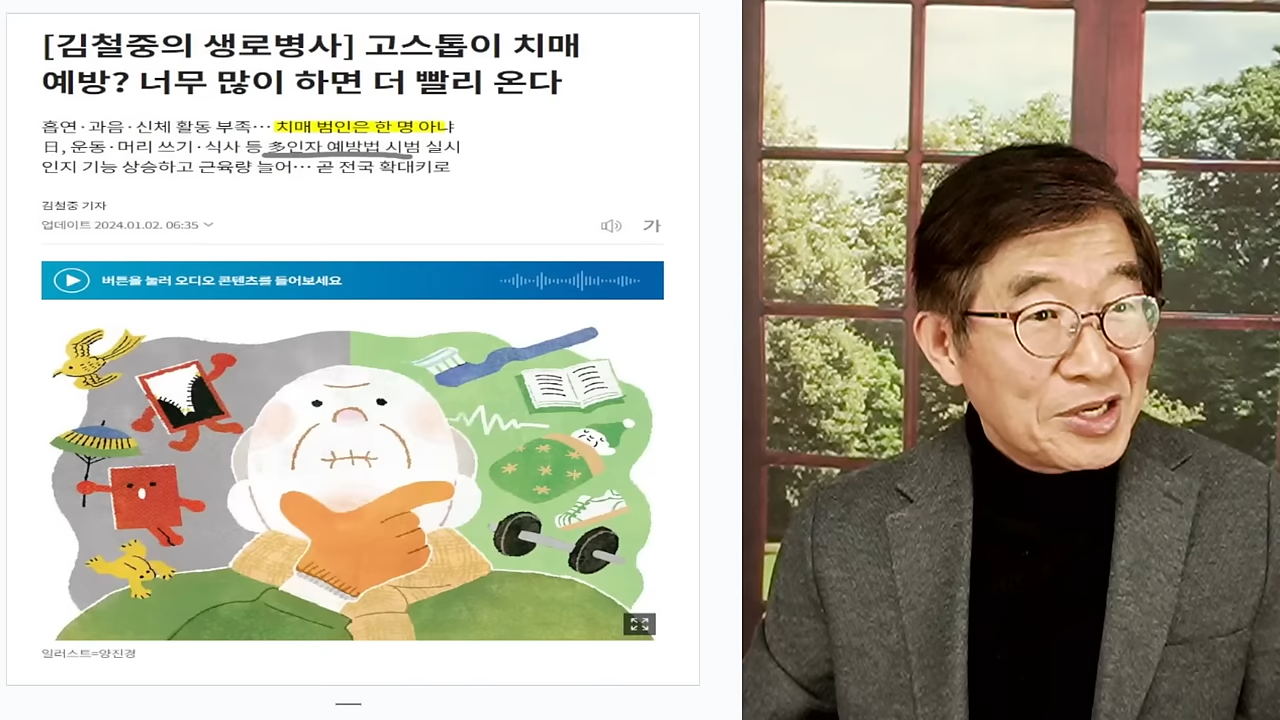 [김철중의 생로병사] 고스톱이 치매
예방? 너무 많이 하면 더 빨리 온다
흡연·과음·신체 활동 부족… 치매 범인은 한 명 아냐
日, 운동·머리 쓰기·식사 등 多인자 예방법 시범 실시
인지 기능 상승하고 근육량 늘어… 곧 전국 확대키로
김철중 기자
업데이트 2024.01.02. 06:35
가
버튼을 눌러 오디오 콘텐츠를 들어보세요
일러스트=양진경